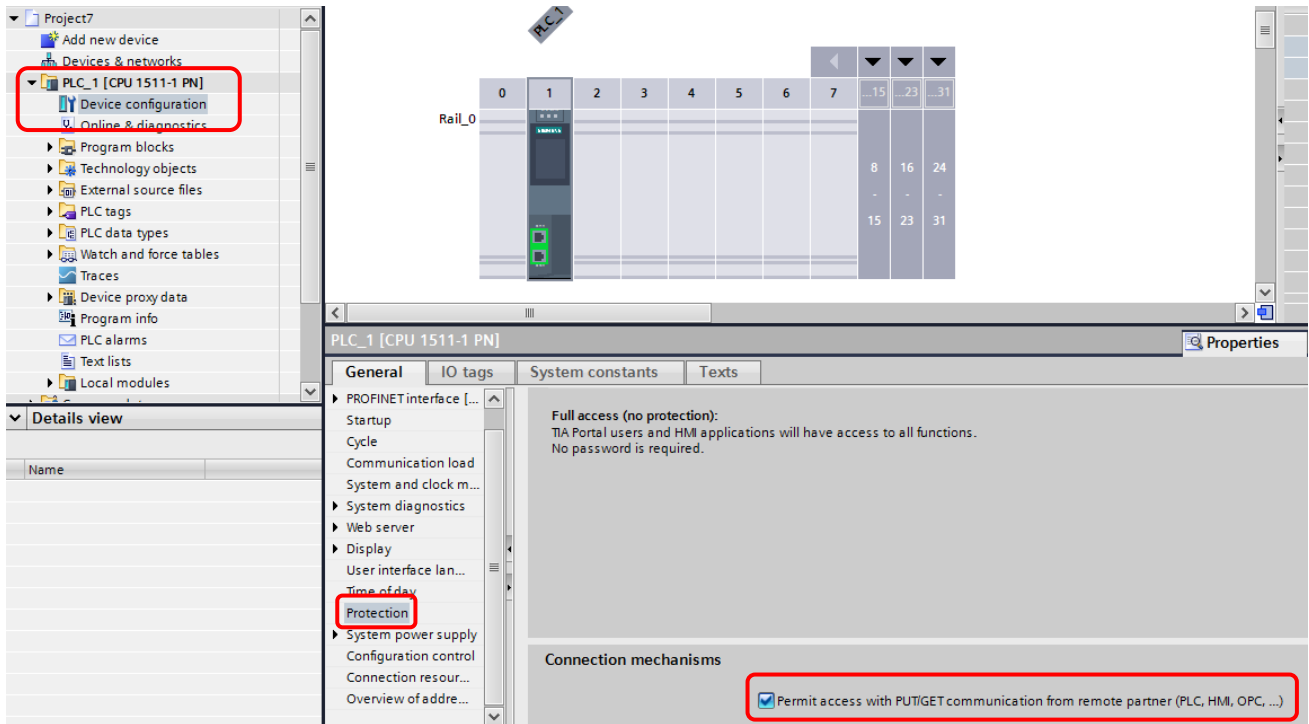 Project7
Add new device
Devices & networks
PLC_1 [CPU 1511-1 PN]
Device configuration
Online & diagnostics
Program blocks
Technology objects
External source files
PLC tags
PLC data types
Watch and force tables
Traces
Device proxy data
Program info
PLC alarms
Text lists
Local modules
Details view
Name
PLC_1
0 1 2 3 4 5 6 7 ...15 ...23 ...31
Rail_0
SIEMENS
8 16 24
- - -
15 23 31
PLC_1 [CPU 1511-1 PN]
Properties
General IO tags System constants Texts
PROFINET interface [...
Startup
Cycle
Communication load
System and clock m...
System diagnostics
Web server
Display
User interface lan...
Time of day
Protection
System power supply
Configuration control
Connection resour...
Overview of addre...
Full access (no protection):
TIA Portal users and HMI applications will have access to all functions.
No password is required.
Connection mechanisms
Permit access with PUT/GET communication from remote partner (PLC, HMI, OPC, ...)